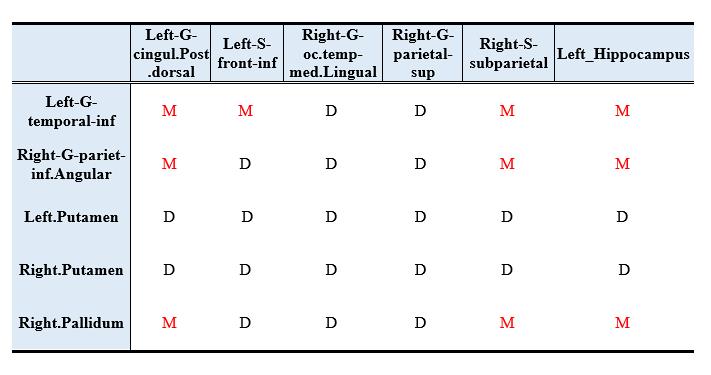 Left-G-
cingul.Post
.dorsal
Left-S-
front-inf
Right-G-
oc.temp-
med.Lingual
Right-G-
parietal-
sup
Right-S-
subparietal
Left_Hippocampus
Left-G-
temporal-inf
M M D D M M
Right-G-pariet-
inf.Angular
M D D D M M
Left.Putamen D D D D D D
Right.Putamen D D D D D D
Right.Pallidum M D D D M M